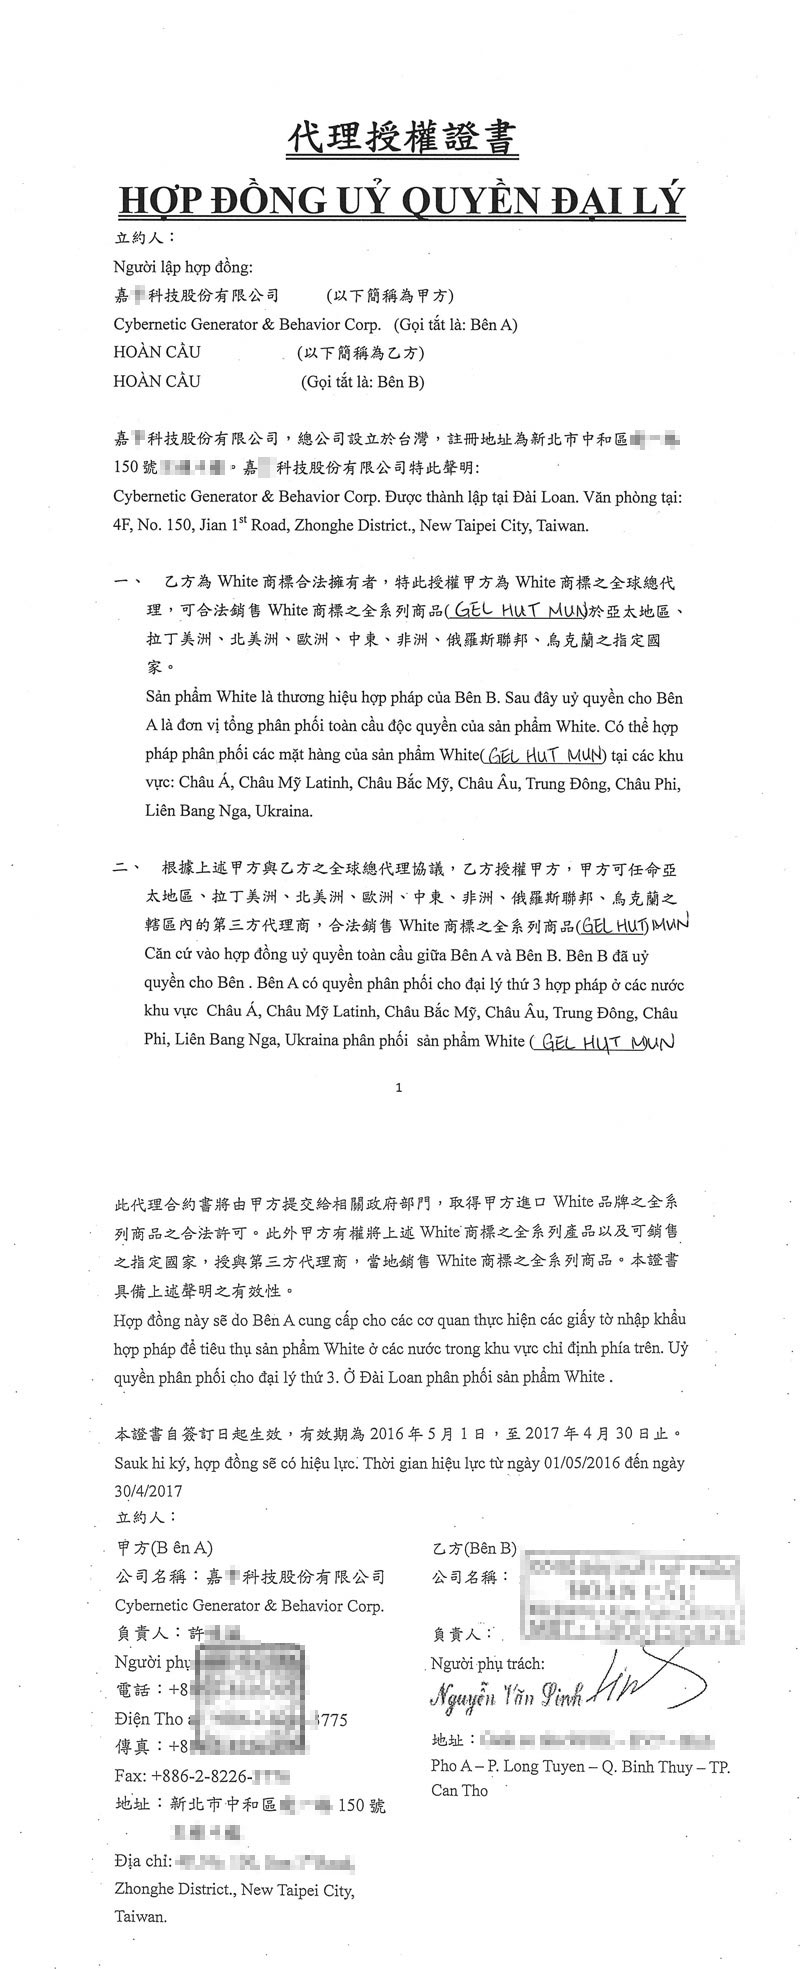 代理授權證書
HỢP ĐỒNG UỶ QUYỀN ĐẠI LÝ
立約人：
Người lập hợp đồng:
嘉 科技股份有限公司 (以下簡稱為甲方)
Cybernetic Generator & Behavior Corp. (Gọi tắt là: Bên A)
HOÀN CẦU (以下簡稱為乙方)
HOÀN CẦU (Gọi tắt là: Bên B)
嘉 科技股份有限公司，總公司設立於台灣，註冊地址為新北市中和區
150 號 。嘉 科技股份有限公司特此聲明:
Cybernetic Generator & Behavior Corp. Được thành lập tại Đài Loan. Văn phòng tại:
4F, No. 150, Jian 1st Road, Zhonghe District., New Taipei City, Taiwan.
一、 乙方為 White 商標合法擁有者，特此授權甲方為 White 商標之全球總代
理，可合法銷售 White 商標之全系列商品(GEL HUT MUN)於亞太地區、
拉丁美洲、北美洲、歐洲、中東、非洲、俄羅斯聯邦、烏克蘭之指定國
家。
Sản phẩm White là thương hiệu hợp pháp của Bên B. Sau đây uỷ quyền cho Bên
A là đơn vị tổng phân phối toàn cầu độc quyền của sản phẩm White. Có thể hợp
pháp phân phối các mặt hàng của sản phẩm White(GEL HUT MUN) tại các khu
vực: Châu Á, Châu Mỹ Latinh, Châu Bắc Mỹ, Châu Âu, Trung Đông, Châu Phi,
Liên Bang Nga, Ukraina.
二、 根據上述甲方與乙方之全球總代理協議，乙方授權甲方，甲方可任命亞
太地區、拉丁美洲、北美洲、歐洲、中東、非洲、俄羅斯聯邦、烏克蘭之
轄區內的第三方代理商，合法銷售 White 商標之全系列商品(GEL HUT) MUN
Căn cứ vào hợp đồng uỷ quyền toàn cầu giữa Bên A và Bên B. Bên B đã uỷ
quyền cho Bên . Bên A có quyền phân phối cho đại lý thứ 3 hợp pháp ở các nước
khu vực Châu Á, Châu Mỹ Latinh, Châu Bắc Mỹ, Châu Âu, Trung Đông, Châu
Phi, Liên Bang Nga, Ukraina phân phối sản phẩm White ( GEL HUT MUN
1
此代理合約書將由甲方提交給相關政府部門，取得甲方進口 White 品牌之全系
列商品之合法許可。此外甲方有權將上述 White 商標之全系列產品以及可銷售
之指定國家，授與第三方代理商，當地銷售 White 商標之全系列商品。本證書
具備上述聲明之有效性。
Hợp đồng này sẽ do Bên A cung cấp cho các cơ quan thực hiện các giấy tờ nhập khẩu
hợp pháp để tiêu thụ sản phẩm White ở các nước trong khu vực chỉ định phía trên. Uỷ
quyền phân phối cho đại lý thứ 3. Ở Đài Loan phân phối sản phẩm White .
本證書自簽訂日起生效，有效期為 2016 年 5 月 1 日，至 2017 年 4 月 30 日止。
Sauk hi ký, hợp đồng sẽ có hiệu lực. Thời gian hiệu lực từ ngày 01/05/2016 đến ngày
30/4/2017
立約人：
甲方(B ên A)
公司名稱：嘉 科技股份有限公司
Cybernetic Generator & Behavior Corp.
負責人：許
Người phụ
電話：+8
Điện Tho 3775
傳真：+8
Fax: +886-2-8226-
地址：新北市中和區 150 號
Địa chỉ:
Zhonghe District., New Taipei City,
Taiwan.
乙方(Bên B)
公司名稱：
HOÀN CẦU
負責人：
Người phụ trách:
Nguyễn Văn Sinh
地址：
Pho A – P. Long Tuyen – Q. Binh Thuy – TP.
Can Tho